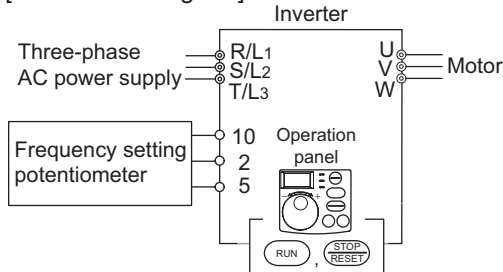 Inverter
Three-phase
AC power supply
R/L1
S/L2
T/L3
U
V
W
Motor
Frequency setting
potentiometer
10
2
5
Operation
panel
- +
RUN , STOP
RESET